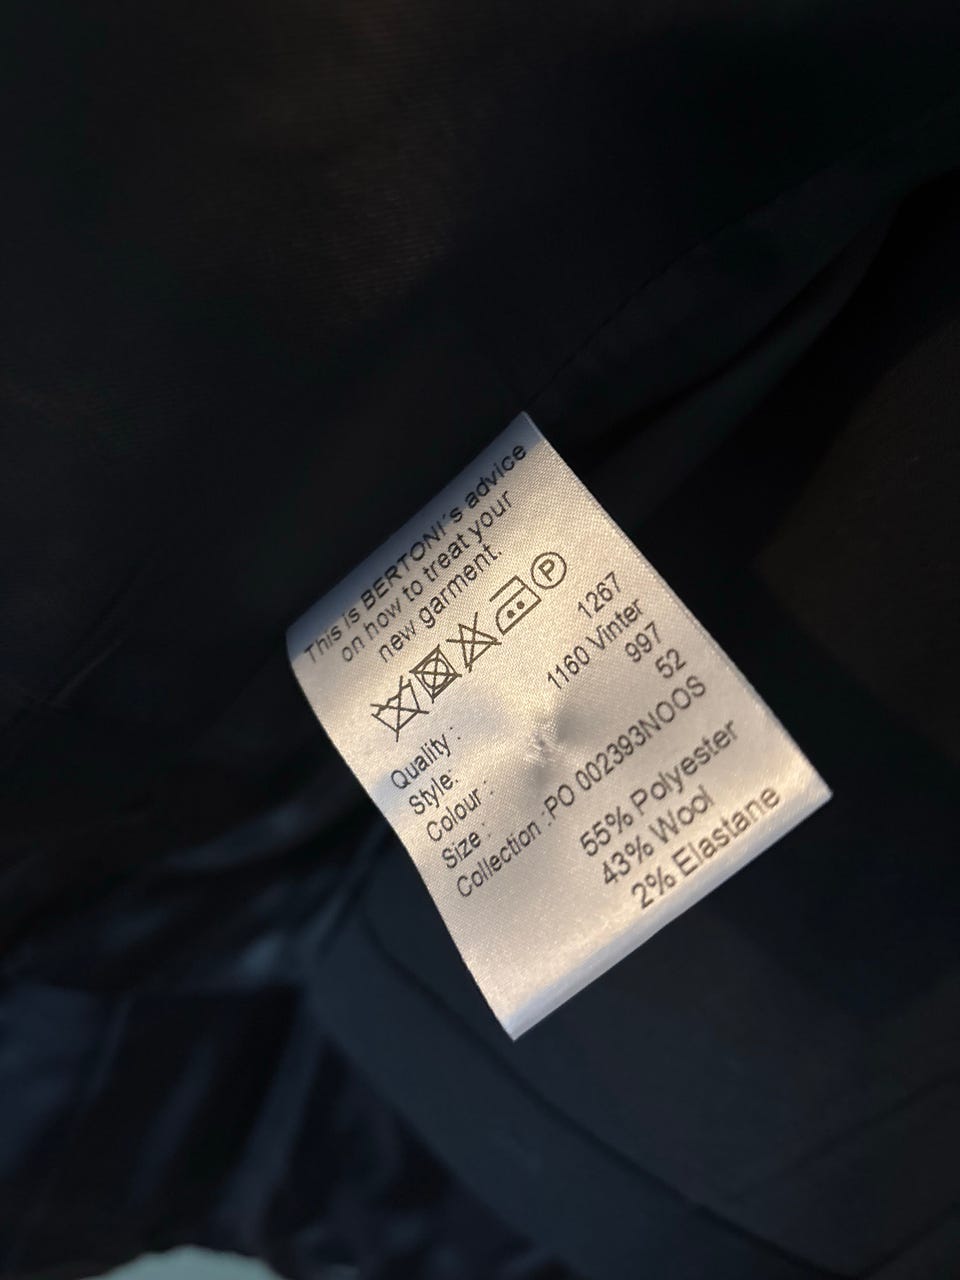 This is BERTONI´s advice
on how to treat your
new garment.
P
Quality : 1267
Style: 1160 Vinter
Colour : 997
Size : 52
Collection :PO 002393NOOS
55% Polyester
43% Wool
2% Elastane